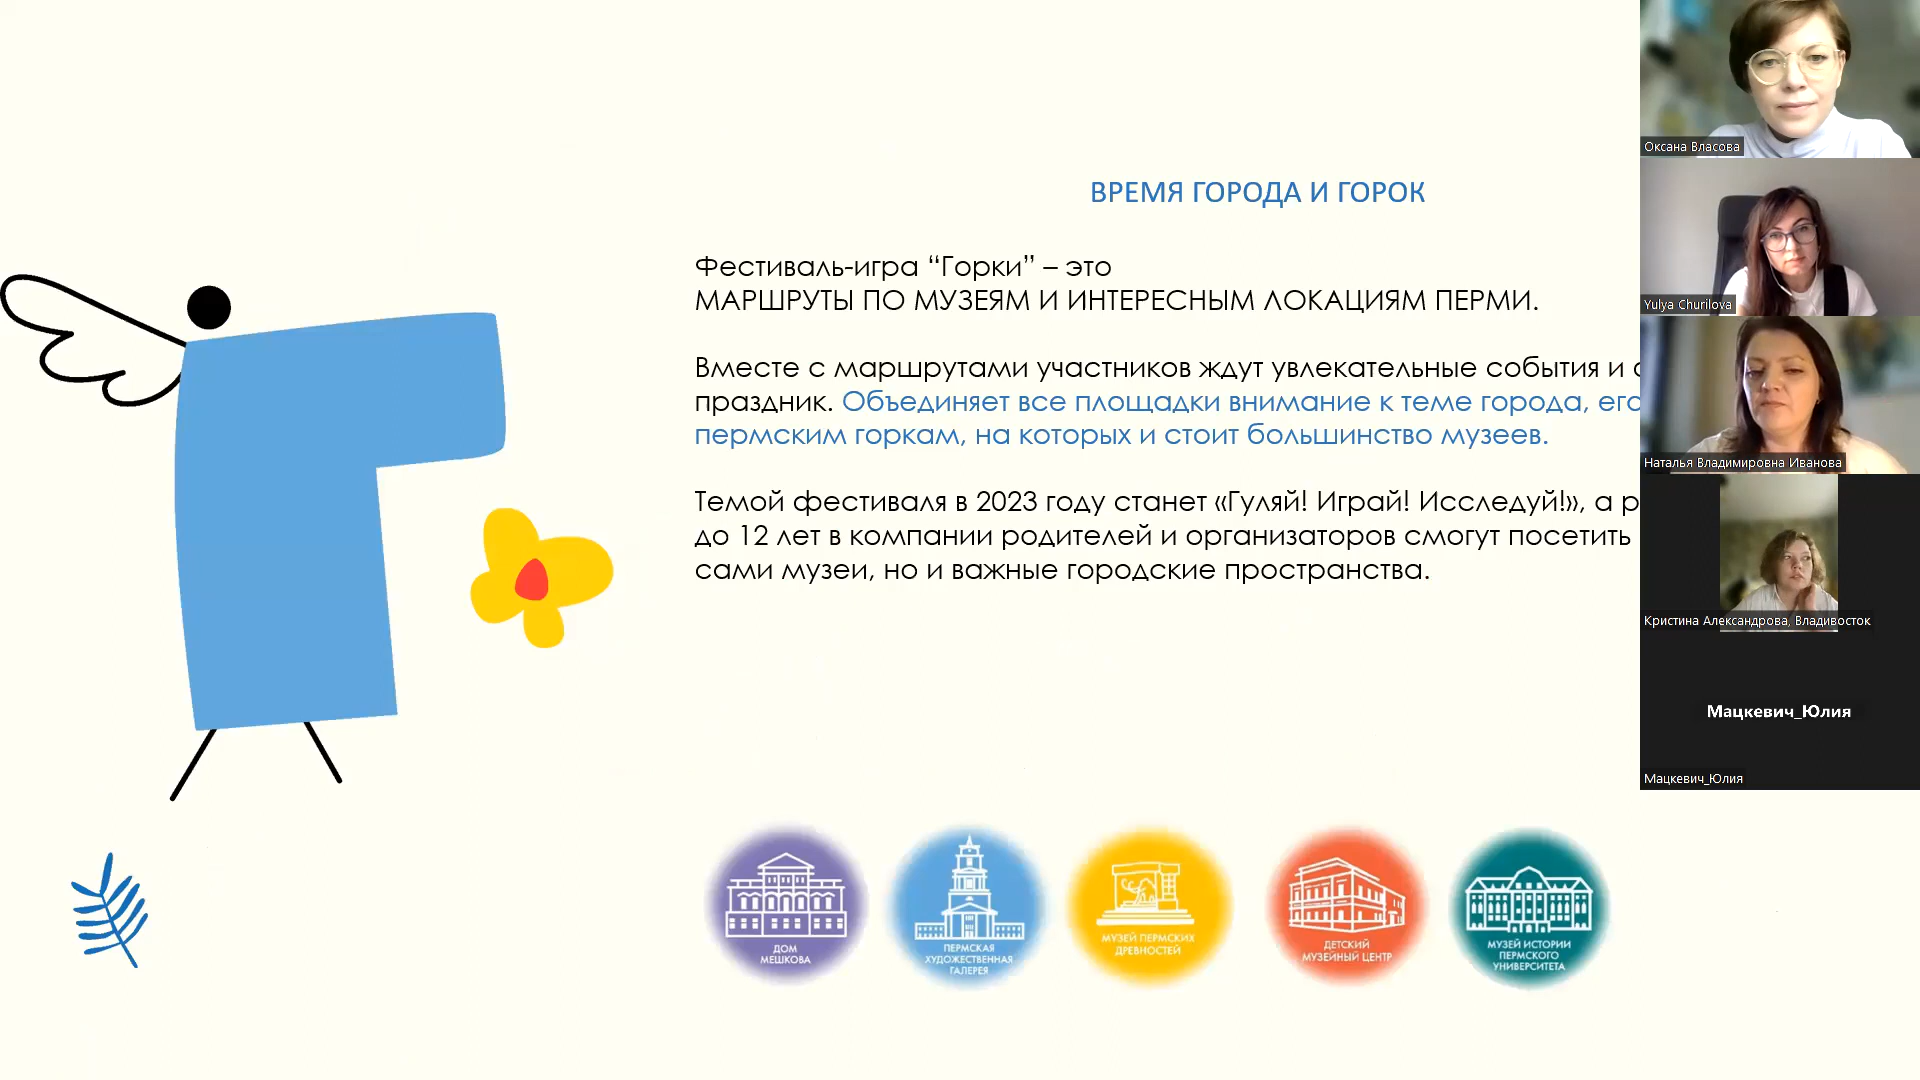 ВРЕМЯ ГОРОДА И ГОРОК
Фестиваль-игра “Горки” – это
МАРШРУТЫ ПО МУЗЕЯМ И ИНТЕРЕСНЫМ ЛОКАЦИЯМ ПЕРМИ.
Вместе с маршрутами участников ждут увлекательные события и
праздник. Объединяет все площадки внимание к теме города, его
пермским горкам, на которых и стоит большинство музеев.
Темой фестиваля в 2023 году станет «Гуляй! Играй! Исследуй!», а
до 12 лет в компании родителей и организаторов смогут посетить
сами музеи, но и важные городские пространства.
ДОМ
МЕШКОВА
ПЕРМСКАЯ
ХУДОЖЕСТВЕННАЯ
ГАЛЕРЕЯ
МУЗЕЙ ПЕРМСКИХ
ДРЕВНОСТЕЙ
ДЕТСКИЙ
МУЗЕЙНЫЙ ЦЕНТР
МУЗЕЙ ИСТОРИИ
ПЕРМСКОГО
УНИВЕРСИТЕТА
Оксана Власова
Yulya Churilova
Наталья Владимировна Иванова
Кристина Александрова, Владивосток
Мацкевич_Юлия
Мацкевич_Юлия